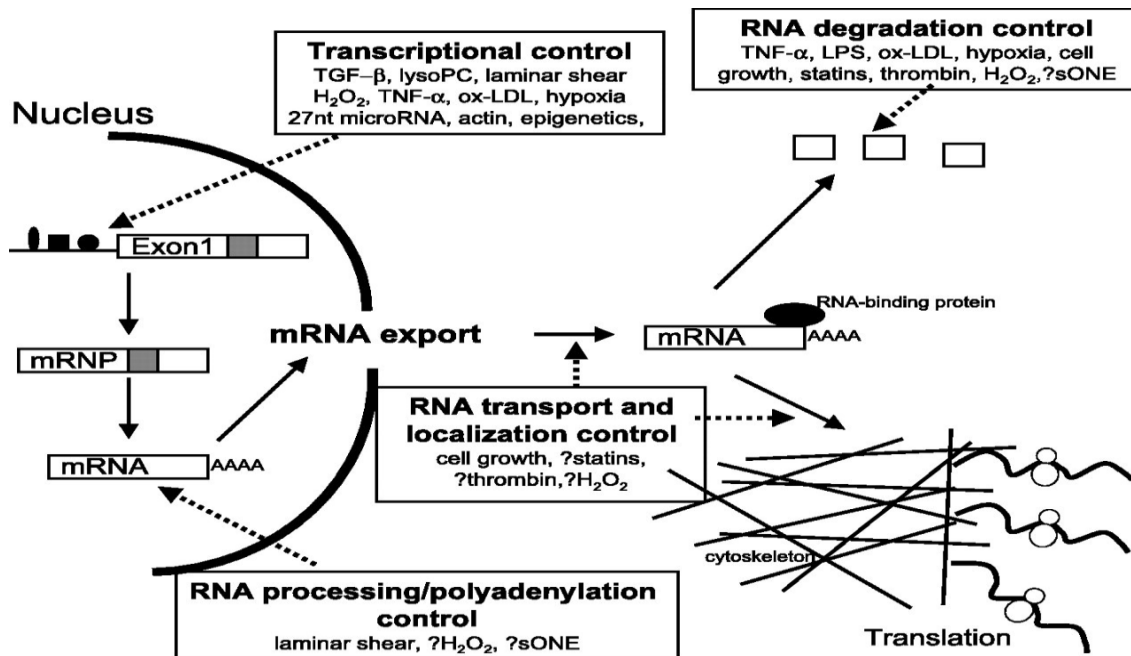 Transcriptional control
TGF–β, lysoPC, laminar shear
H₂O₂, TNF-α, ox-LDL, hypoxia
27nt microRNA, actin, epigenetics,
RNA degradation control
TNF-α, LPS, ox-LDL, hypoxia, cell
growth, statins, thrombin, H₂O₂,?sONE
Nucleus
Exon1
mRNP
mRNA
AAAA
mRNA export
RNA-binding protein
mRNA
AAAA
RNA transport and
localization control
cell growth, ?statins,
?thrombin,?H₂O₂
cytoskeleton
Translation
RNA processing/polyadenylation
control
laminar shear, ?H₂O₂, ?sONE